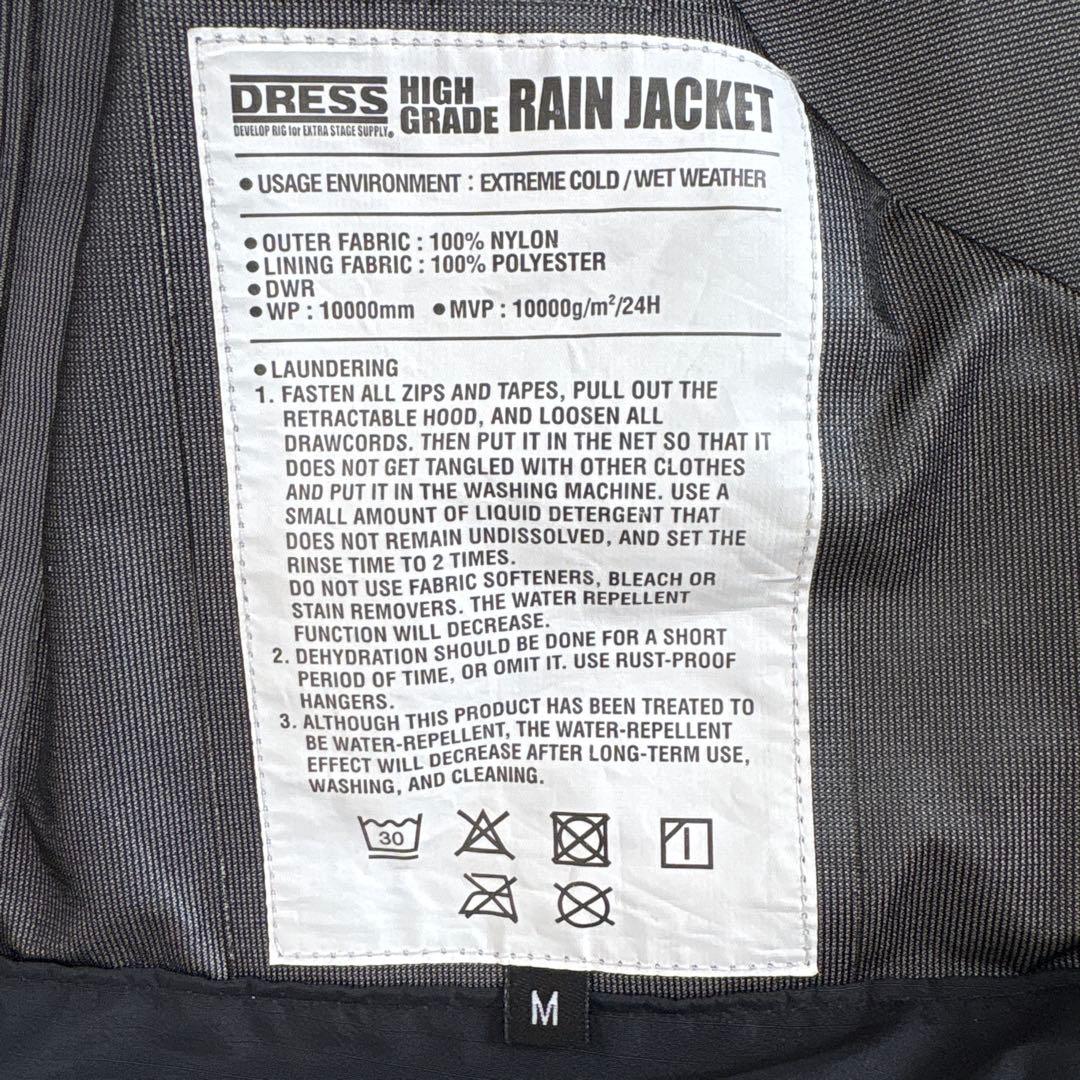 DRESS HIGH GRADE RAIN JACKET
DEVELOP RIG for EXTRA STAGE SUPPLY.
● USAGE ENVIRONMENT : EXTREME COLD / WET WEATHER
● OUTER FABRIC : 100% NYLON
● LINING FABRIC : 100% POLYESTER
● DWR
● WP : 10000mm ● MVP : 10000g/m²/24H
● LAUNDERING
1. FASTEN ALL ZIPS AND TAPES, PULL OUT THE
RETRACTABLE HOOD, AND LOOSEN ALL
DRAWCORDS. THEN PUT IT IN THE NET SO THAT IT
DOES NOT GET TANGLED WITH OTHER CLOTHES
AND PUT IT IN THE WASHING MACHINE. USE A
SMALL AMOUNT OF LIQUID DETERGENT THAT
DOES NOT REMAIN UNDISSOLVED, AND SET THE
RINSE TIME TO 2 TIMES.
DO NOT USE FABRIC SOFTENERS, BLEACH OR
STAIN REMOVERS. THE WATER REPELLENT
FUNCTION WILL DECREASE.
2. DEHYDRATION SHOULD BE DONE FOR A SHORT
PERIOD OF TIME, OR OMIT IT. USE RUST-PROOF
HANGERS.
3. ALTHOUGH THIS PRODUCT HAS BEEN TREATED TO
BE WATER-REPELLENT, THE WATER-REPELLENT
EFFECT WILL DECREASE AFTER LONG-TERM USE,
WASHING, AND CLEANING.
30
M